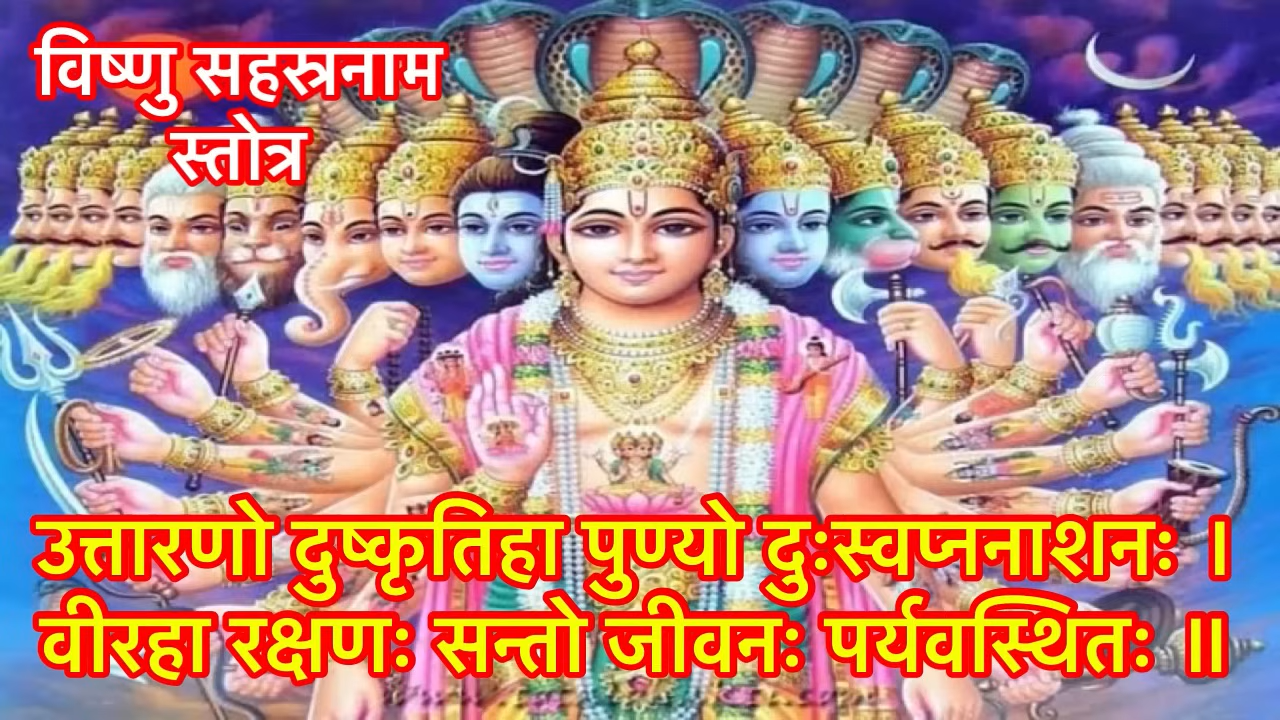 विष्णु सहस्रनाम
स्तोत्र
उत्तारणो दुष्कृतिहा पुण्यो दुःस्वप्ननाशनः ।
वीरहा रक्षणः सन्तो जीवनः पर्यवस्थितः ॥